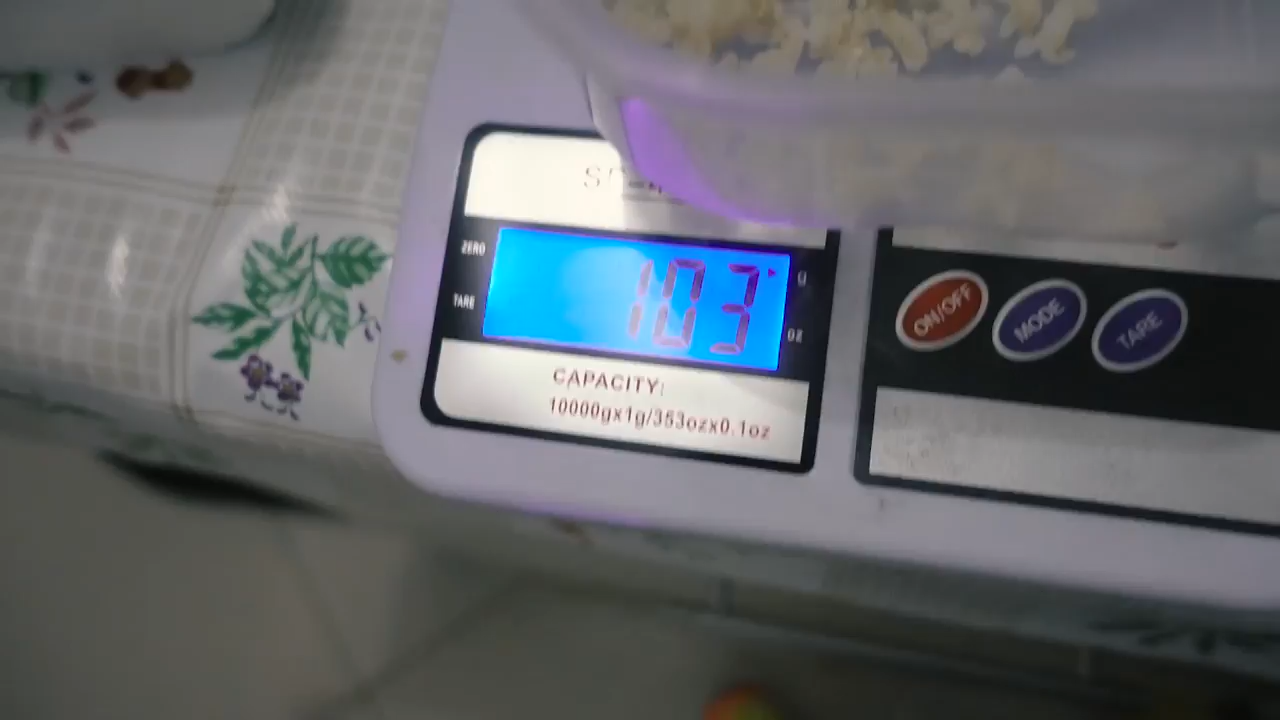 ZERO
TARE
103
g
oz
CAPACITY:
10000gx1g/353ozx0.1oz
ON/OFF
MODE
TARE